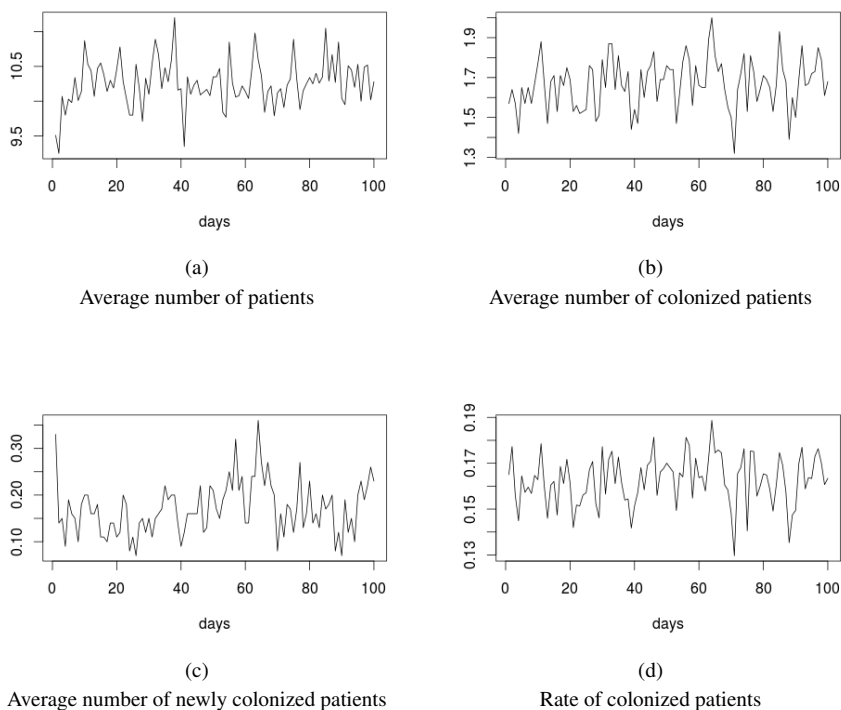 9.5 10.5
0 20 40 60 80 100
days
(a)
Average number of patients
1.3 1.5 1.7 1.9
0 20 40 60 80 100
days
(b)
Average number of colonized patients
0.10 0.20 0.30
0 20 40 60 80 100
days
(c)
Average number of newly colonized patients
0.13 0.15 0.17 0.19
0 20 40 60 80 100
days
(d)
Rate of colonized patients